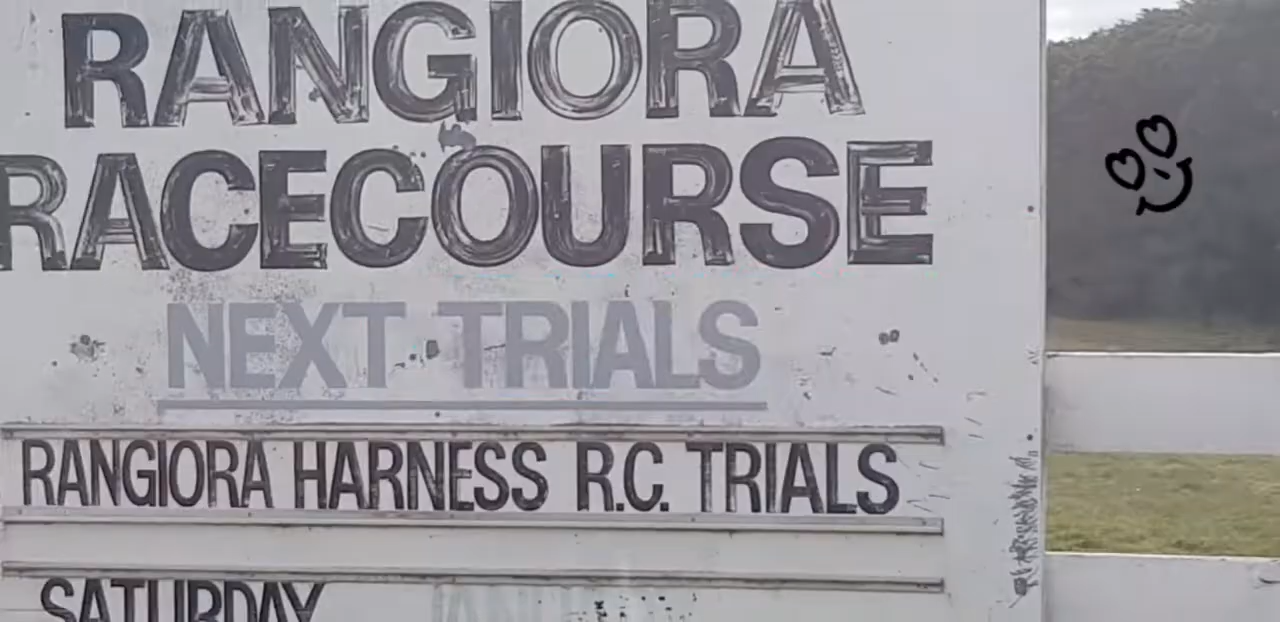 RANGIORA
RACECOURSE
NEXT TRIALS
RANGIORA HARNESS R.C. TRIALS
SATURDAY